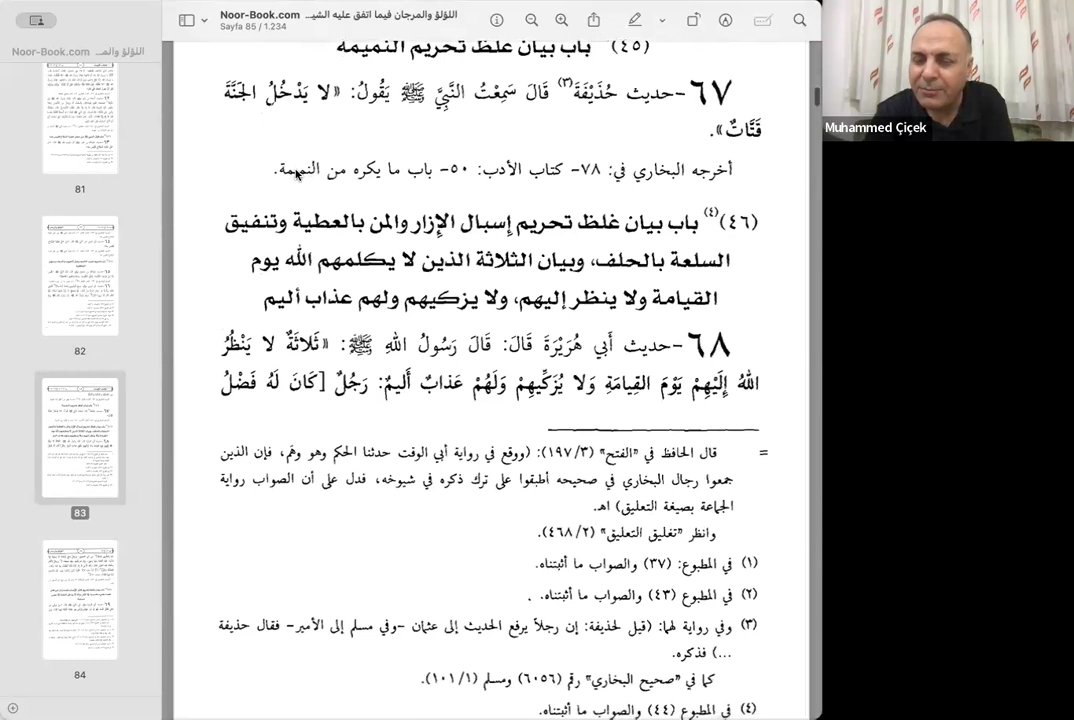 Noor-Book.com اللؤلؤ والمرجان فيما اتفق عليه الشيـ...
Sayfa 85 / 1.234
Noor-Book.com اللؤلؤ والمـ...
81
82
83
84
(٤٥) باب بيان غلظ تحريم النميمة
٦٧-حديث حُذَيْفَةَ(٣) قَالَ سَمِعْتُ النَّبِيَّ ﷺ يَقُولُ: «لا يَدْخُلُ الجَنَّةَ
قَتَّاتٌ».
أخرجه البخاري في: ٧٨- كتاب الأدب: ٥٠- باب ما يكره من النميمة.
(٤٦)(٤) باب بيان غلظ تحريم إسبال الإزار والمن بالعطية وتنفيق
السلعة بالحلف، وبيان الثلاثة الذين لا يكلمهم الله يوم
القيامة ولا ينظر إليهم، ولا يزكيهم ولهم عذاب أليم
٦٨-حديث أَبي هُرَيْرَةَ قَالَ: قَالَ رَسُولُ اللهِ ﷺ: «ثَلاثَةٌ لا يَنْظُرُ
اللهُ إِلَيْهِمْ يَوْمَ القِيامَةِ وَلا يُزَكِّيهِمْ وَلَهُمْ عَذابٌ أَليمٌ: رَجُلٌ [كَانَ لَهُ فَضْلُ
= قال الحافظ في "الفتح" (١٩٧/٣): (ووقع في رواية أبي الوقت حدثنا الحكم وهو وهَم، فإن الذين
جمعوا رجال البخاري في صحيحه أطبقوا على ترك ذكره في شيوخه، فدل على أن الصواب رواية
الجماعة بصيغة التعليق) اهـ.
وانظر "تغليق التعليق" (٤٦٨/٢).
(١) في المطبوع: (٣٧) والصواب ما أثبتناه.
(٢) في المطبوع (٤٣) والصواب ما أثبتناه.
(٣) وفي رواية لهما: (قيل لحذيفة: إن رجلاً يرفع الحديث إلى عثمان -وفي مسلم إلى الأمير- فقال حذيفة
...) فذكره.
كما في "صحيح البخاري" رقم (٦٠٥٦) ومسلم (١٠١/١).
(٤) في المطبوع (٤٤) والصواب ما أثبتناه.
Muhammed Çiçek